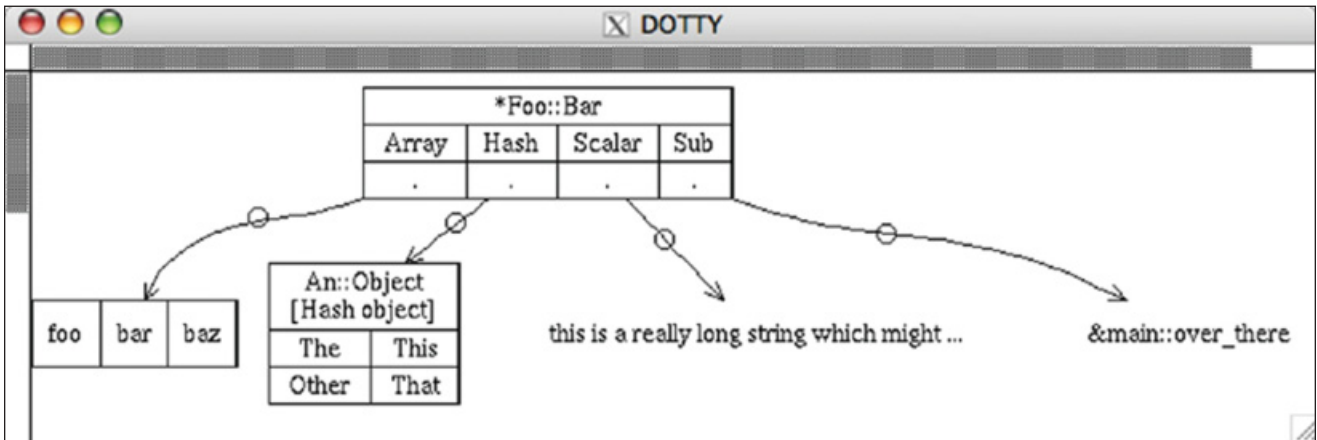 DOTTY
*Foo::Bar
Array Hash Scalar Sub
. . . .
An::Object
[Hash object]
The This
Other That
foo bar baz
this is a really long string which might ...
&main::over_there